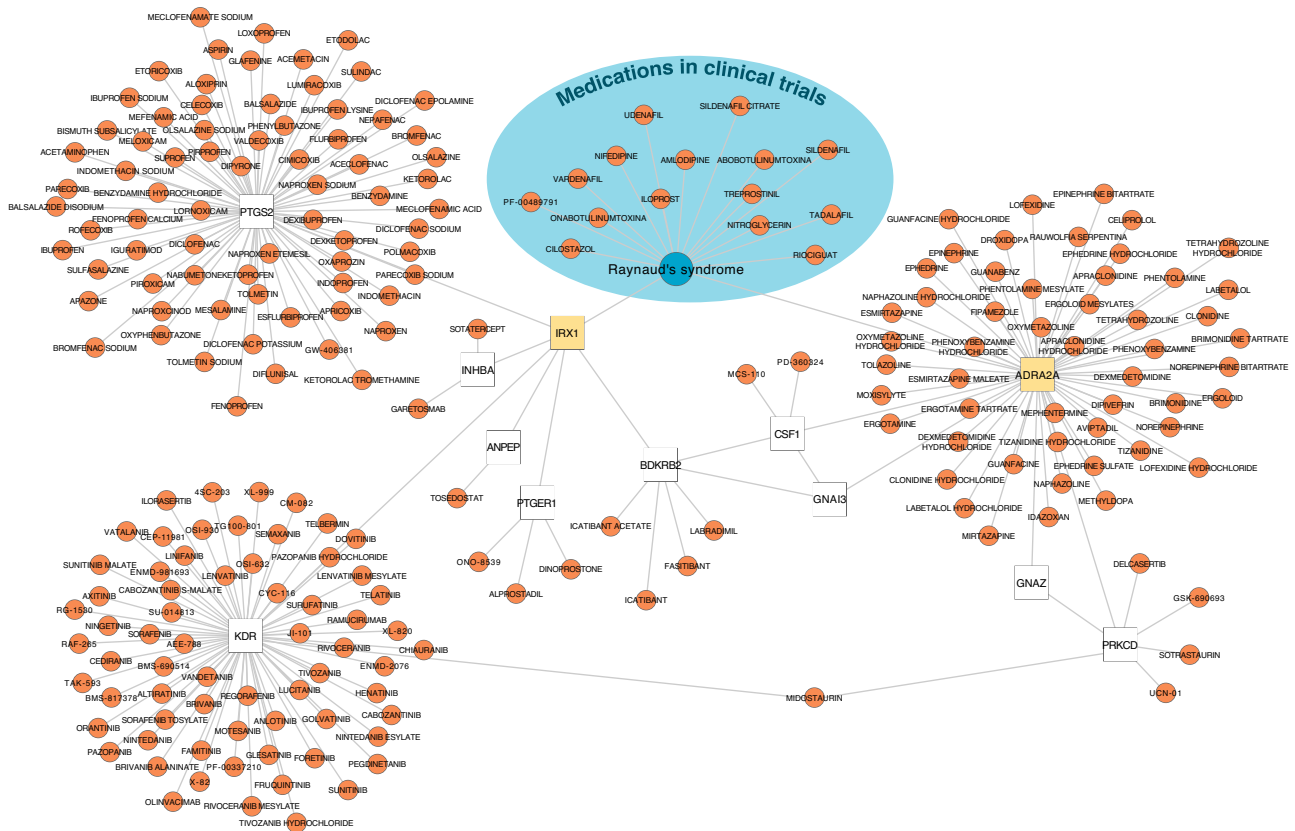 MECLOFENAMATE SODIUM
LOXOPROFEN
ETODOLAC
ASPIRIN
GLAFENINE
ACEMETACIN
ETORICOXIB
SULINDAC
ALOXIPRIN
LUMIRACOXIB
IBUPROFEN SODIUM
CELECOXIB
BALSALAZIDE
IBUPROFEN LYSINE
DICLOFENAC EPOLAMINE
MEFENAMIC ACID
NEPAFENAC
BISMUTH SUBSALICYLATE
OLSALAZINE SODIUM
PHENYLBUTAZONE
MELOXICAM
VALDECOXIB
FLURBIPROFEN
BROMFENAC
ACETAMINOPHEN
SUPROFEN
PIRPROFEN
CIMICOXIB
ACECLOFENAC
OLSALAZINE
INDOMETHACIN SODIUM
DIPYRONE
KETOROLAC
PARECOXIB
BENZYDAMINE HYDROCHLORIDE
NAPROXEN SODIUM
BENZYDAMINE
BALSALAZIDE DISODIUM
LORNOXICAM
PTGS2
MECLOFENAMIC ACID
FENOPROFEN CALCIUM
DEXIBUPROFEN
ROFECOXIB
DICLOFENAC SODIUM
IBUPROFEN
IGURATIMOD
DICLOFENAC
DEXKETOPROFEN
POLMACOXIB
NAPROXEN ETEMESIL
OXAPROZIN
SULFASALAZINE
NABUMETONE
KETOPROFEN
PARECOXIB SODIUM
PIROXICAM
INDOPROFEN
APAZONE
TOLMETIN
INDOMETHACIN
NAPROXCINOD
MESALAMINE
ESFLURBIPROFEN
APRICOXIB
OXYPHENBUTAZONE
NAPROXEN
BROMFENAC SODIUM
DICLOFENAC POTASSIUM
GW-406381
TOLMETIN SODIUM
DIFLUNISAL
KETOROLAC TROMETHAMINE
FENOPROFEN
Medications in clinical trials
UDENAFIL
SILDENAFIL CITRATE
NIFEDIPINE
AMLODIPINE
ABOBOTULINUMTOXINA
SILDENAFIL
VARDENAFIL
PF-00489791
ILOPROST
TREPROSTINIL
ONABOTULINUMTOXINA
NITROGLYCERIN
TADALAFIL
CILOSTAZOL
RIOCIGUAT
Raynaud's syndrome
SOTATERCEPT
IRX1
INHBA
GARETOSMAB
ANPEP
TOSEDOSTAT
PTGER1
ONO-8539
ALPROSTADIL
DINOPROSTONE
BDKRB2
ICATIBANT ACETATE
LABRADIMIL
FASITIBANT
ICATIBANT
MCS-110
PD-360324
CSF1
GNAI3
EPINEPHRINE BITARTRATE
LOFEXIDINE
GUANFACINE HYDROCHLORIDE
CELIPROLOL
DROXIDOPA
RAUWOLFIA SERPENTINA
TETRAHYDROZOLINE
HYDROCHLORIDE
EPINEPHRINE
EPHEDRINE HYDROCHLORIDE
EPHEDRINE
GUANABENZ
APRACLONIDINE
PHENTOLAMINE
PHENTOLAMINE MESYLATE
LABETALOL
NAPHAZOLINE HYDROCHLORIDE
ERGOLOID MESYLATES
ESMIRTAZAPINE
FIPAMEZOLE
TETRAHYDROZOLINE
CLONIDINE
OXYMETAZOLINE
OXYMETAZOLINE
HYDROCHLORIDE
PHENOXYBENZAMINE
HYDROCHLORIDE
APRACLONIDINE
HYDROCHLORIDE
PHENOXYBENZAMINE
BRIMONIDINE TARTRATE
TOLAZOLINE
ESMIRTAZAPINE MALEATE
ADRA2A
DEXMEDETOMIDINE
NOREPINEPHRINE BITARTRATE
MOXISYLYTE
ERGOTAMINE TARTRATE
MEPHENTERMINE
DIPIVEFRIN
BRIMONIDINE
ERGOLOID
ERGOTAMINE
AVIPTADIL
NOREPINEPHRINE
DEXMEDETOMIDINE
HYDROCHLORIDE
TIZANIDINE HYDROCHLORIDE
TIZANIDINE
GUANFACINE
EPHEDRINE SULFATE
LOFEXIDINE HYDROCHLORIDE
CLONIDINE HYDROCHLORIDE
NAPHAZOLINE
METHYLDOPA
LABETALOL HYDROCHLORIDE
IDAZOXAN
MIRTAZAPINE
GNAZ
DELCASERTIB
GSK-690693
PRKCD
SOTRASTAURIN
UCN-01
MIDOSTAURIN
4SC-203
XL-999
ILORASERTIB
CM-082
VATALANIB
CEP-11981
OSI-930
TG100-801
TELBERMIN
SEMAXANIB
DOVITINIB
LINIFANIB
SUNITINIB MALATE
OSI-632
PAZOPANIB HYDROCHLORIDE
ENMD-981693
LENVATINIB
LENVATINIB MESYLATE
CABOZANTINIB S-MALATE
CYC-116
AXITINIB
TELATINIB
RG-1530
SU-014813
SURUFATINIB
NINGETINIB
RAMUCIRUMAB
RAF-265
SORAFENIB
AEE-788
KDR
JI-101
XL-820
RIVOCERANIB
CHIAURANIB
CEDIRANIB
BMS-690514
ENMD-2076
TAK-593
VANDETANIB
TIVOZANIB
BMS-817378
ALTIRATINIB
REGORAFENIB
LUCITANIB
HENATINIB
BRIVANIB
CABOZANTINIB
ORANTINIB
SORAFENIB TOSYLATE
ANLOTINIB
GOLVATINIB
MOTESANIB
NINTEDANIB
NINTEDANIB ESYLATE
PAZOPANIB
FAMITINIB
GLESATINIB
FORETINIB
BRIVANIB ALANINATE
PF-00337210
PEGDINETANIB
X-82
FRUQUINTINIB
SUNITINIB
OLINVACIMAB
RIVOCERANIB MESYLATE
TIVOZANIB HYDROCHLORIDE